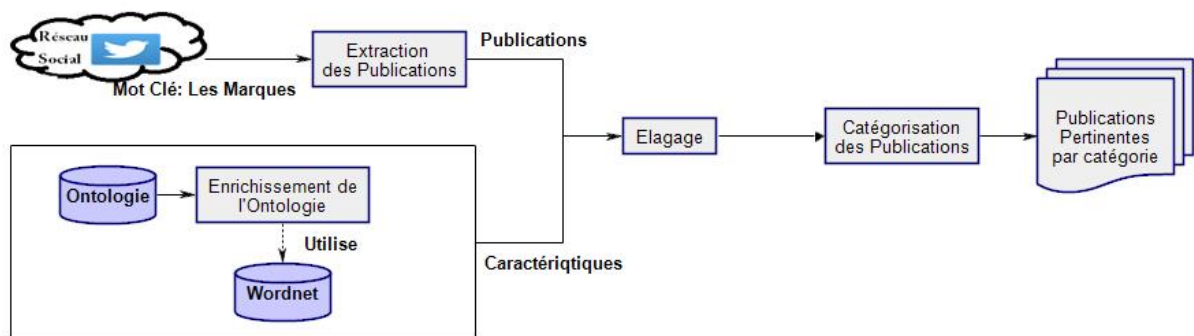 Réseau
Social
Mot Clé: Les Marques
Extraction
des Publications
Publications
Elagage
Catégorisation
des Publications
Publications
Pertinentes
par catégorie
Ontologie
Enrichissement de
l'Ontologie
Utilise
Wordnet
Caractériqtiques